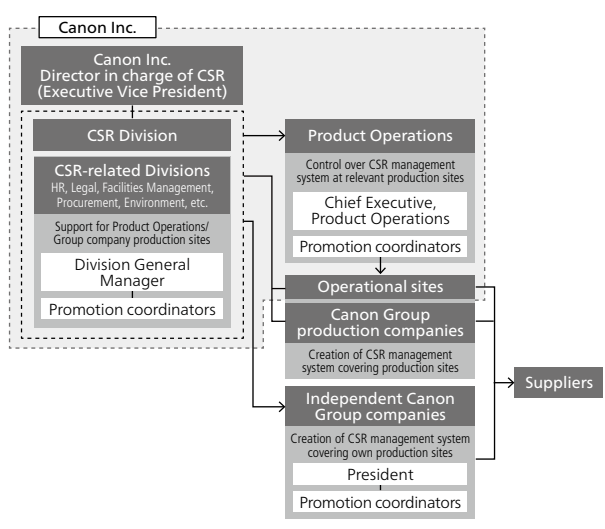 Canon Inc.
Canon Inc.
Director in charge of CSR
(Executive Vice President)
CSR Division
CSR-related Divisions
HR, Legal, Facilities Management,
Procurement, Environment, etc.
Support for Product Operations/
Group company production sites
Division General
Manager
Promotion coordinators
Product Operations
Control over CSR management
system at relevant production sites
Chief Executive,
Product Operations
Promotion coordinators
Operational sites
Canon Group
production companies
Creation of CSR management
system covering production sites
Independent Canon
Group companies
Creation of CSR management system
covering own production sites
President
Promotion coordinators
Suppliers